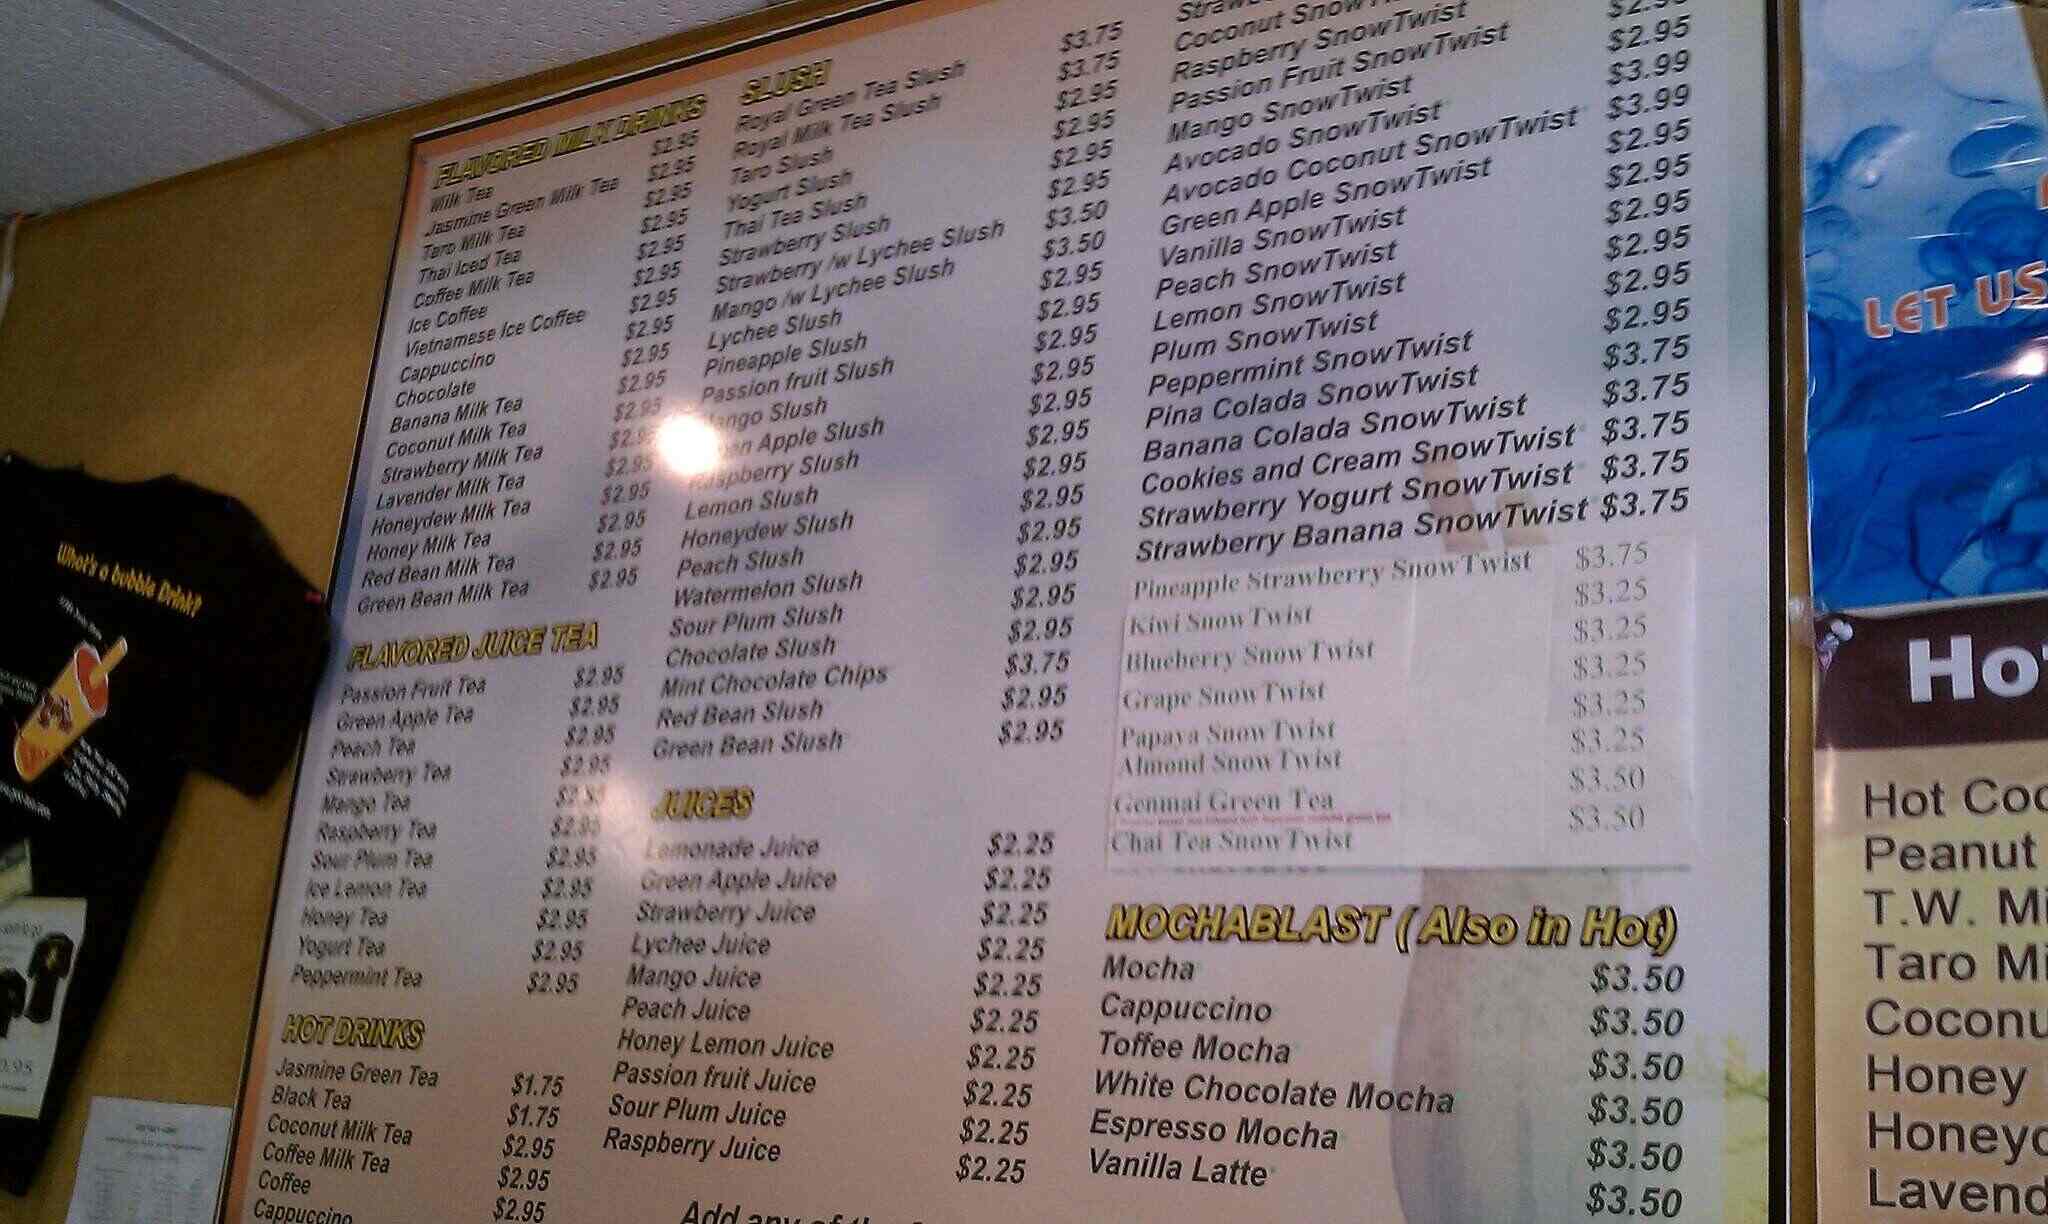 FLAVORED MILK DRINKS
Milk Tea $2.95
Jasmine Green Milk Tea $2.95
Taro Milk Tea $2.95
Thai Iced Tea $2.95
Coffee Milk Tea $2.95
Ice Coffee $2.95
Vietnamese Ice Coffee $2.95
Cappuccino $2.95
Chocolate $2.95
Banana Milk Tea $2.95
Coconut Milk Tea $2.95
Strawberry Milk Tea $2.95
Lavender Milk Tea $2.95
Honeydew Milk Tea $2.95
Honey Milk Tea $2.95
Red Bean Milk Tea $2.95
Green Bean Milk Tea $2.95
FLAVORED JUICE TEA
Passion Fruit Tea $2.95
Green Apple Tea $2.95
Peach Tea $2.95
Strawberry Tea $2.95
Mango Tea $2.95
Raspberry Tea $2.95
Sour Plum Tea $2.95
Ice Lemon Tea $2.95
Honey Tea $2.95
Yogurt Tea $2.95
Peppermint Tea $2.95
HOT DRINKS
Jasmine Green Tea $1.75
Black Tea $1.75
Coconut Milk Tea $2.95
Coffee Milk Tea $2.95
Coffee $2.95
Cappuccino
SLUSH
Royal Green Tea Slush $3.75
Royal Milk Tea Slush $3.75
Taro Slush $2.95
Yogurt Slush $2.95
Thai Tea Slush $2.95
Strawberry Slush $2.95
Strawberry /w Lychee Slush $3.50
Mango /w Lychee Slush $3.50
Lychee Slush $2.95
Pineapple Slush $2.95
Passion fruit Slush $2.95
Mango Slush $2.95
Green Apple Slush $2.95
Raspberry Slush $2.95
Lemon Slush $2.95
Honeydew Slush $2.95
Peach Slush $2.95
Watermelon Slush $2.95
Sour Plum Slush $2.95
Chocolate Slush $2.95
Mint Chocolate Chips $3.75
Red Bean Slush $2.95
Green Bean Slush $2.95
JUICES
Lemonade Juice $2.25
Green Apple Juice $2.25
Strawberry Juice $2.25
Lychee Juice $2.25
Mango Juice $2.25
Peach Juice $2.25
Honey Lemon Juice $2.25
Passion fruit Juice $2.25
Sour Plum Juice $2.25
Raspberry Juice $2.25
Add any of the
Coconut
Raspberry SnowTwist
Passion Fruit SnowTwist
Mango SnowTwist $2.95
Avocado SnowTwist $3.99
Avocado Coconut SnowTwist $3.99
Green Apple SnowTwist $2.95
Vanilla SnowTwist $2.95
Peach SnowTwist $2.95
Lemon SnowTwist $2.95
Plum SnowTwist $2.95
Peppermint SnowTwist $2.95
Pina Colada SnowTwist $3.75
Banana Colada SnowTwist $3.75
Cookies and Cream SnowTwist $3.75
Strawberry Yogurt SnowTwist $3.75
Strawberry Banana SnowTwist $3.75
Pineapple Strawberry SnowTwist $3.75
Kiwi SnowTwist $3.25
Blueberry SnowTwist $3.25
Grape SnowTwist $3.25
Papaya SnowTwist $3.25
Almond SnowTwist $3.25
Genmai Green Tea $3.50
Chai Tea SnowTwist $3.50
MOCHABLAST ( Also in Hot)
Mocha $3.50
Cappuccino $3.50
Toffee Mocha $3.50
White Chocolate Mocha $3.50
Espresso Mocha $3.50
Vanilla Latte $3.50
What's a bubble Drink?
LET US
Hot
Peanut
T.W.
Taro
Honey